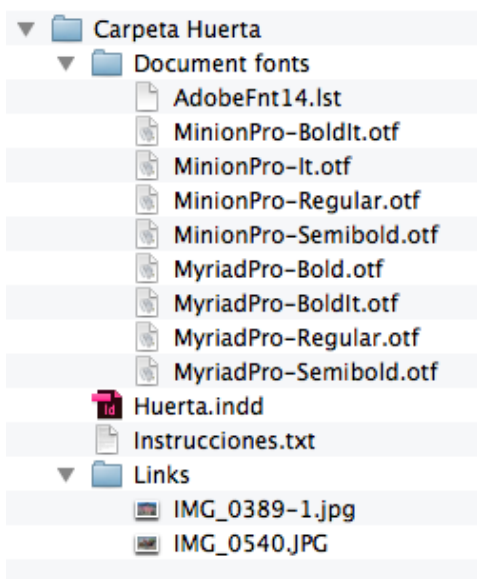 Carpeta Huerta
Document fonts
AdobeFnt14.lst
MinionPro-BoldIt.otf
MinionPro-It.otf
MinionPro-Regular.otf
MinionPro-Semibold.otf
MyriadPro-Bold.otf
MyriadPro-BoldIt.otf
MyriadPro-Regular.otf
MyriadPro-Semibold.otf
Id Huerta.indd
Instrucciones.txt
Links
IMG_0389-1.jpg
IMG_0540.JPG